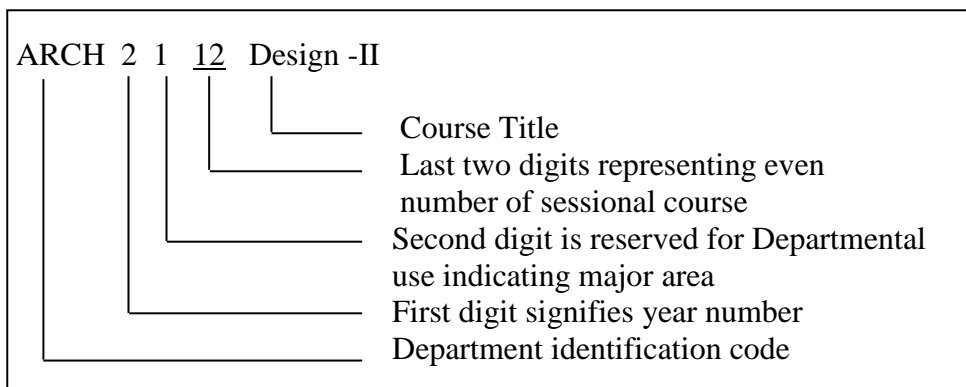 ARCH 2 1 12 Design -II
Course Title
Last two digits representing even
number of sessional course
Second digit is reserved for Departmental
use indicating major area
First digit signifies year number
Department identification code